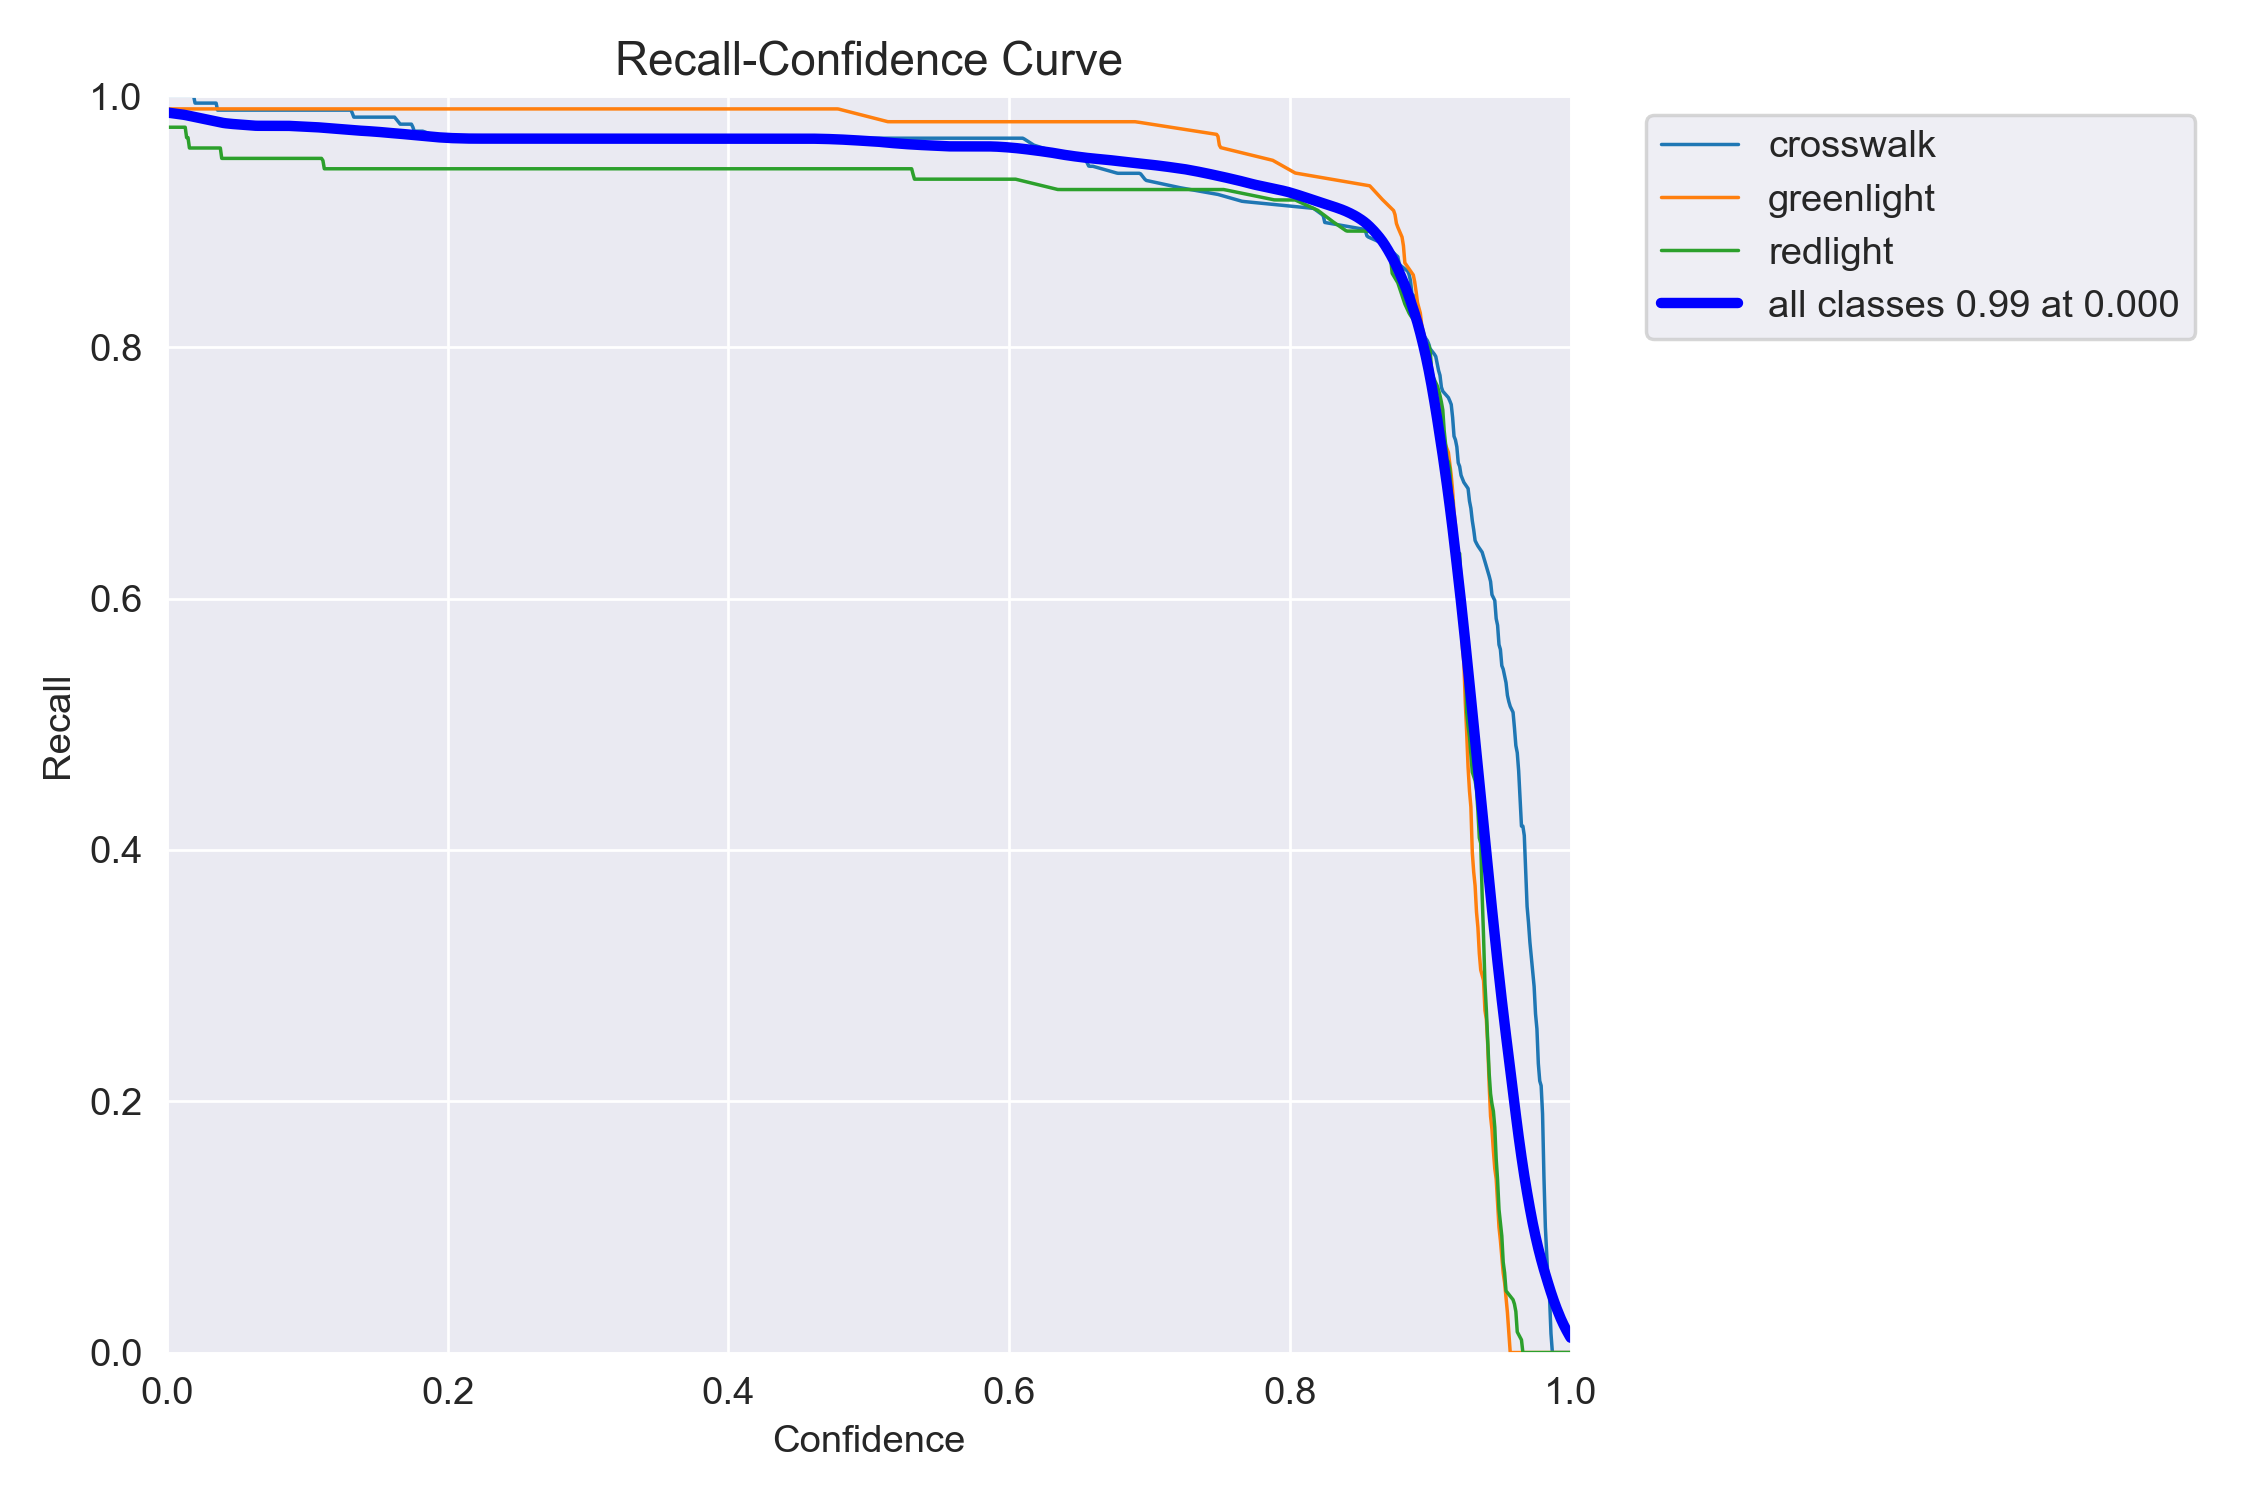 Recall-Confidence Curve
1.0
0.8
0.6
0.4
0.2
0.0
Recall
0.0 0.2 0.4 0.6 0.8 1.0
Confidence
crosswalk
greenlight
redlight
all classes 0.99 at 0.000